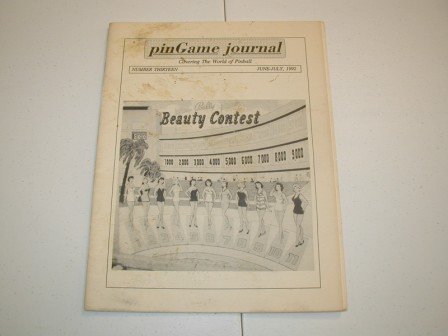 pinGame journal
Covering The World of Pinball
NUMBER THIRTEEN JUNE-JULY, 1992
Bally
Beauty Contest
1000 2000 3000 4000 5000 6000 7000 8000 9000